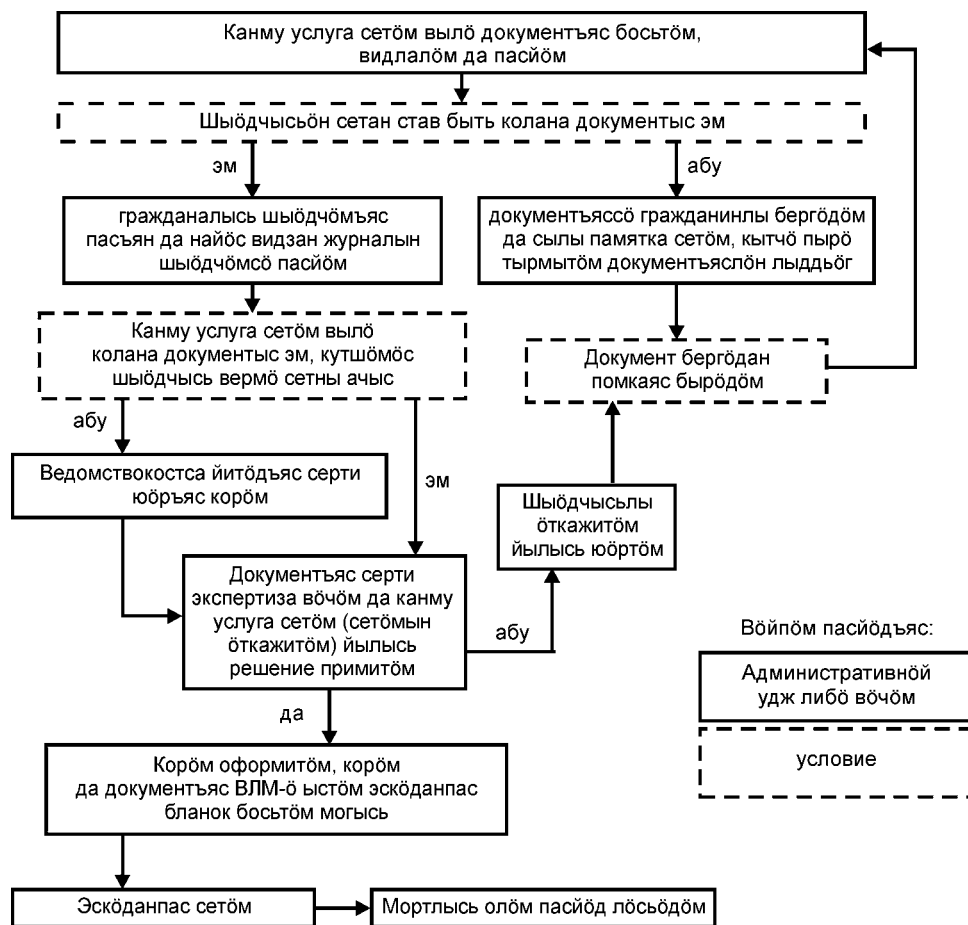 Канму услуга сетӧм вылӧ документъяс босьтӧм,
видлалӧм да пасйӧм
Шыӧдчысьӧн сетан став быть колана документыс эм
эм
абу
гражданалысь шыӧдчӧмъяс
пасъян да найӧс видзан журналын
шыӧдчӧмсӧ пасйӧм
документъяссӧ гражданинлы бергӧдӧм
да сылы памятка сетӧм, кытчӧ пырӧ
тырмытӧм документъяслӧн лыддьӧг
Канму услуга сетӧм вылӧ
колана документыс эм, кутшӧмӧс
шыӧдчысь вермӧ сетны ачыс
Документ бергӧдан
помкаяс бырӧдӧм
абу
эм
Ведомствокостса йитӧдъяс серти
юӧръяс корӧм
Шыӧдчысьлы
ӧткажитӧм
йылысь юӧртӧм
Документъяс серти
экспертиза вӧчӧм да канму
услуга сетӧм (сетӧмын
ӧткажитӧм) йылысь
решение примитӧм
абу
да
Вӧйпӧм пасйӧдъяс:
Административнӧй
удж либӧ вӧчӧм
условие
Корӧм оформитӧм, корӧм
да документъяс ВЛМ-ӧ ыстӧм эскӧданпас
бланок босьтӧм могысь
Эскӧданпас сетӧм
Мортлысь олӧм пасйӧд лӧсьӧдӧм